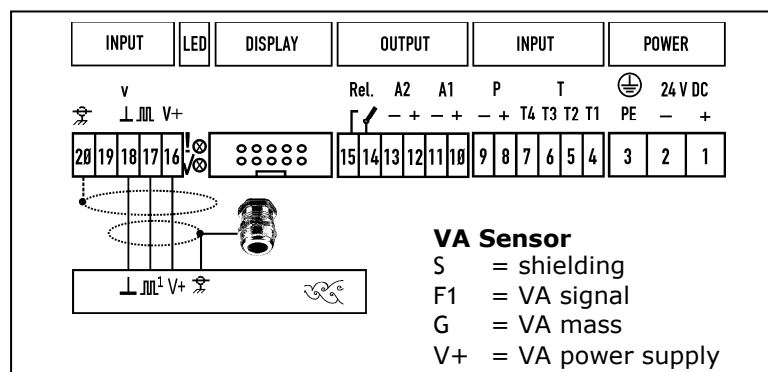 INPUT LED DISPLAY OUTPUT INPUT POWER
v Rel. A2 A1 P T 24 V DC
V+ − + − + − + T4 T3 T2 T1 PE − +
20 19 18 17 16 ! √ 15 14 13 12 11 10 9 8 7 6 5 4 3 2 1
1 V+
VA Sensor
S = shielding
F1 = VA signal
G = VA mass
V+ = VA power supply